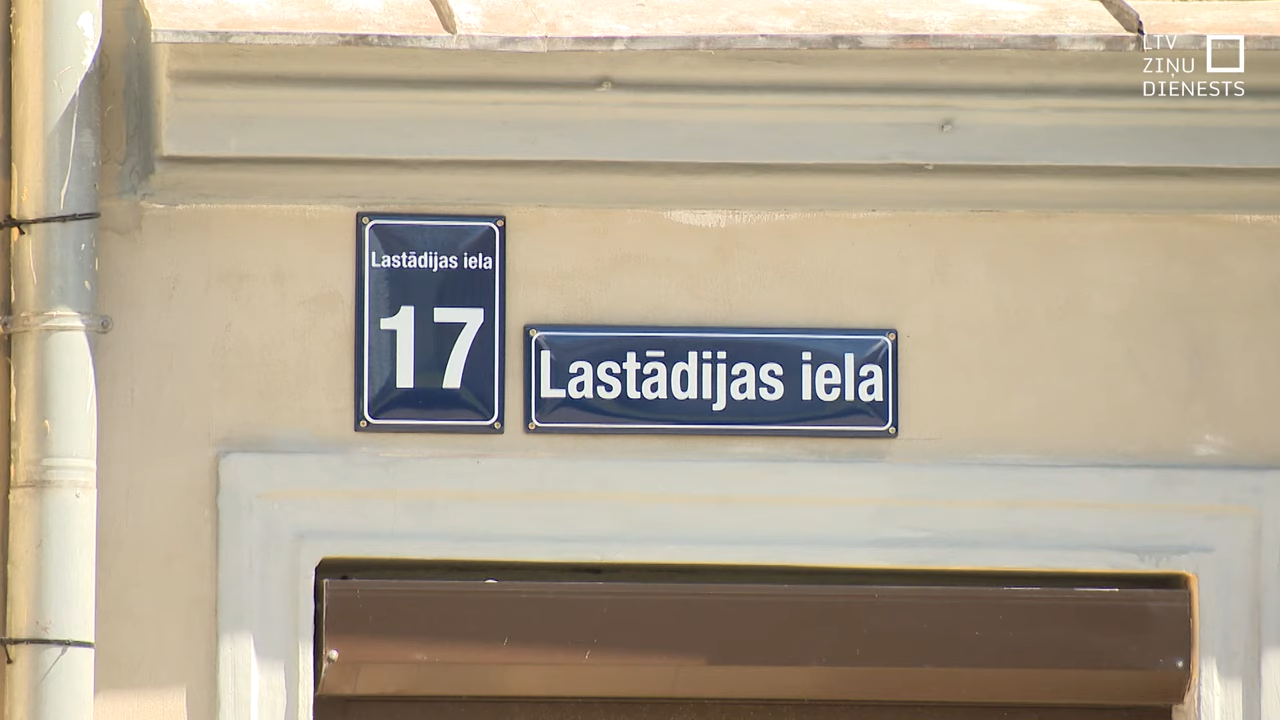 LTV
ZIŅU
DIENESTS
Lastādijas iela
17
Lastādijas iela